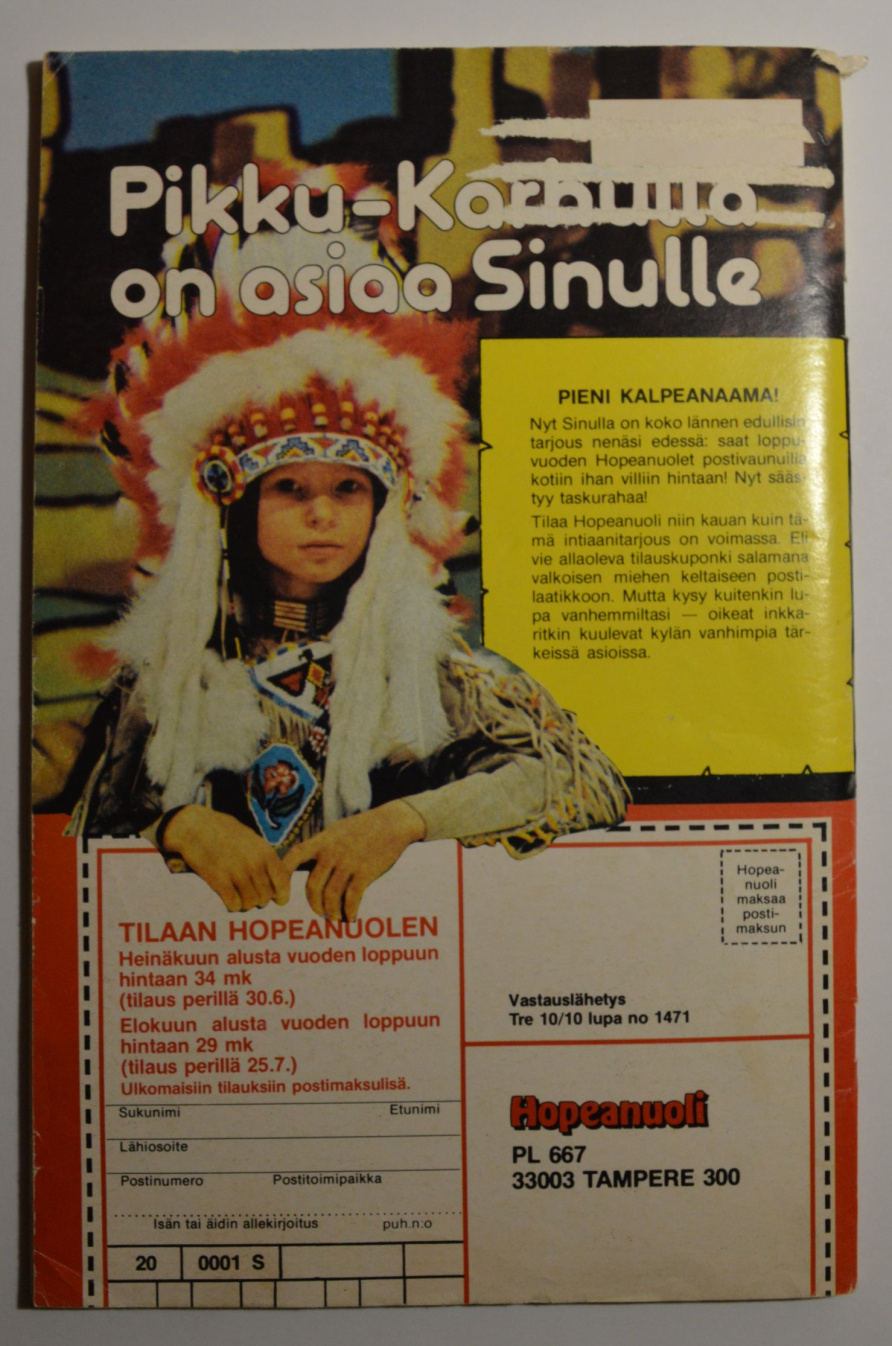 Pikku-Karhulla
on asiaa Sinulle
PIENI KALPEANAAMA!
Nyt Sinulla on koko lännen edullisin
tarjous nenäsi edessä: saat loppu-
vuoden Hopeanuolet postivaunuilla
kotiin ihan villiin hintaan! Nyt sääs-
tyy taskurahaa!
Tilaa Hopeanuoli niin kauan kuin tä-
mä intiaanitarjous on voimassa. Eli
vie allaoleva tilauskuponki salamana
valkoisen miehen keltaiseen posti-
laatikkoon. Mutta kysy kuitenkin lu-
pa vanhemmiltasi — oikeat inkka-
ritkin kuulevat kylän vanhimpia tär-
keissä asioissa.
TILAAN HOPEANUOLEN
Heinäkuun alusta vuoden loppuun
hintaan 34 mk
(tilaus perillä 30.6.)
Elokuun alusta vuoden loppuun
hintaan 29 mk
(tilaus perillä 25.7.)
Ulkomaisiin tilauksiin postimaksulisä.
Sukunimi Etunimi
Lähiosoite
Postinumero Postitoimipaikka
Isän tai äidin allekirjoitus puh.n:o
20 0001 S
Hopea-
nuoli
maksaa
posti-
maksun
Vastauslähetys
Tre 10/10 lupa no 1471
Hopeanuoli
PL 667
33003 TAMPERE 300